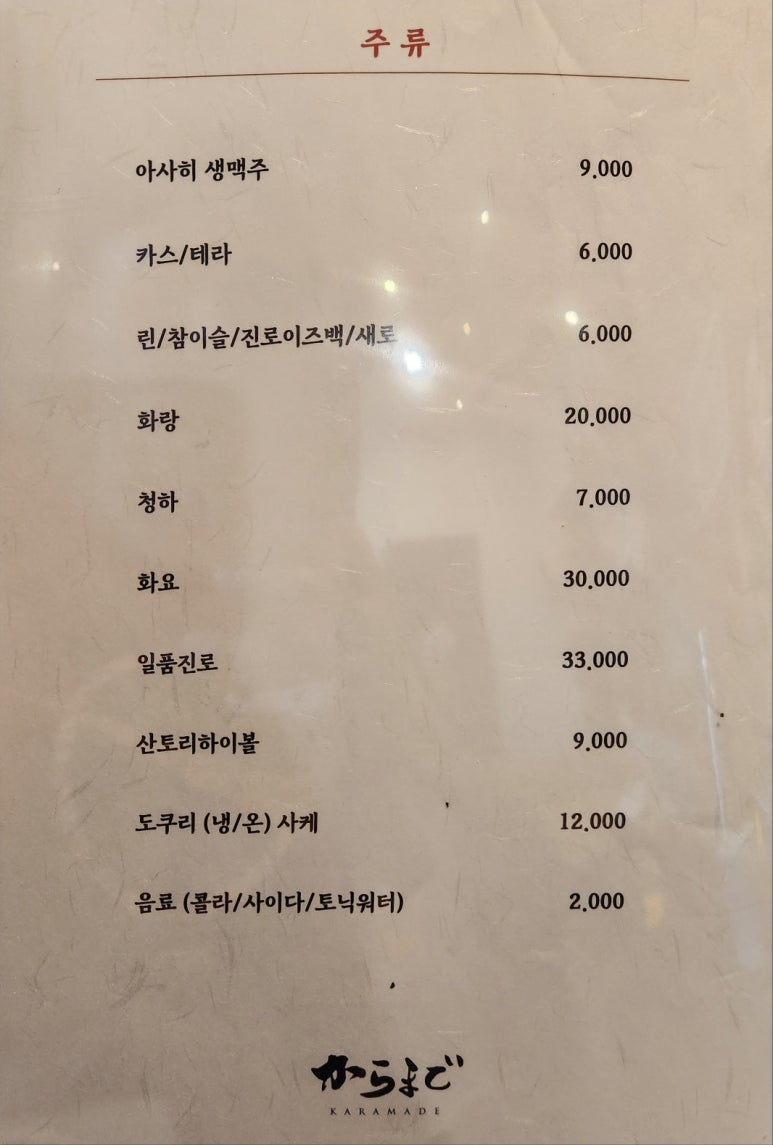 주류
아사히 생맥주 9.000
카스/테라 6.000
린/참이슬/진로이즈백/새로 6.000
화랑 20.000
청하 7.000
화요 30.000
일품진로 33.000
산토리하이볼 9.000
도쿠리 (냉/온) 사케 12.000
음료 (콜라/사이다/토닉워터) 2.000
からまで
KARAMADE